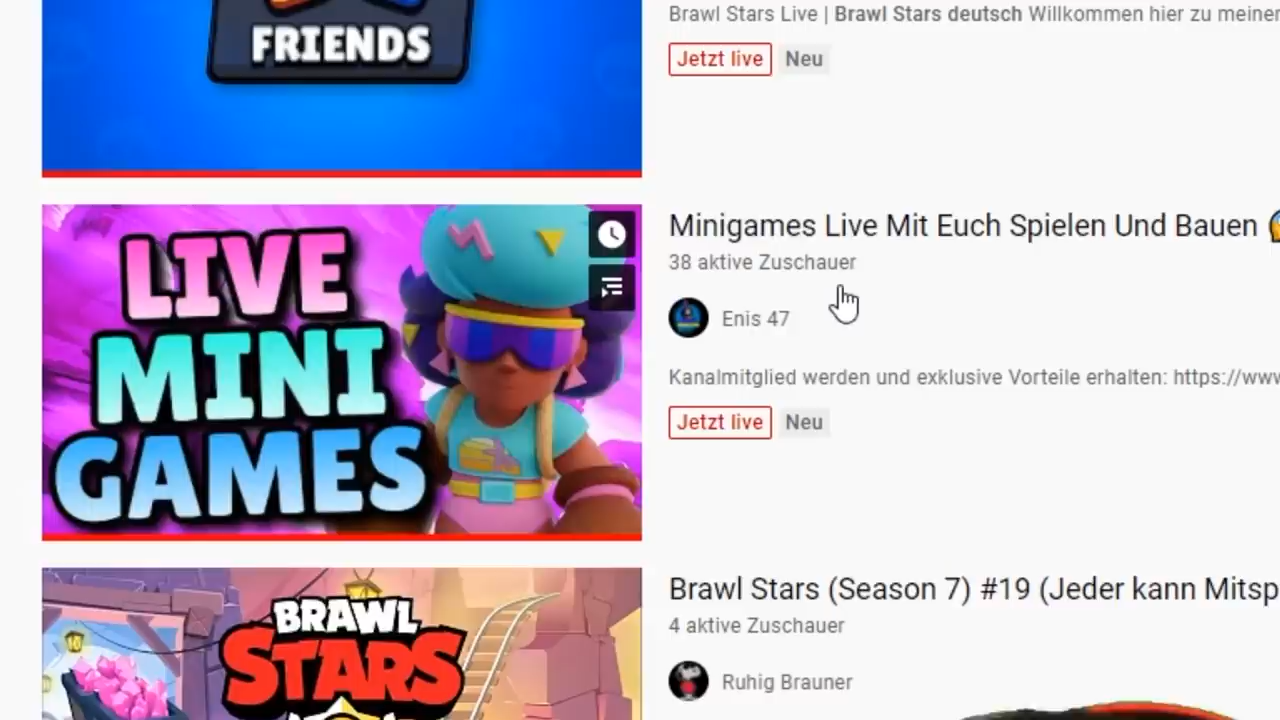 FRIENDS
Brawl Stars Live | Brawl Stars deutsch Willkommen hier zu meiner
Jetzt live Neu
LIVE
MINI
GAMES
Minigames Live Mit Euch Spielen Und Bauen
38 aktive Zuschauer
Enis 47
Kanalmitglied werden und exklusive Vorteile erhalten: https://www
Jetzt live Neu
BRAWL
STARS
Brawl Stars (Season 7) #19 (Jeder kann Mitsp
4 aktive Zuschauer
Ruhig Brauner